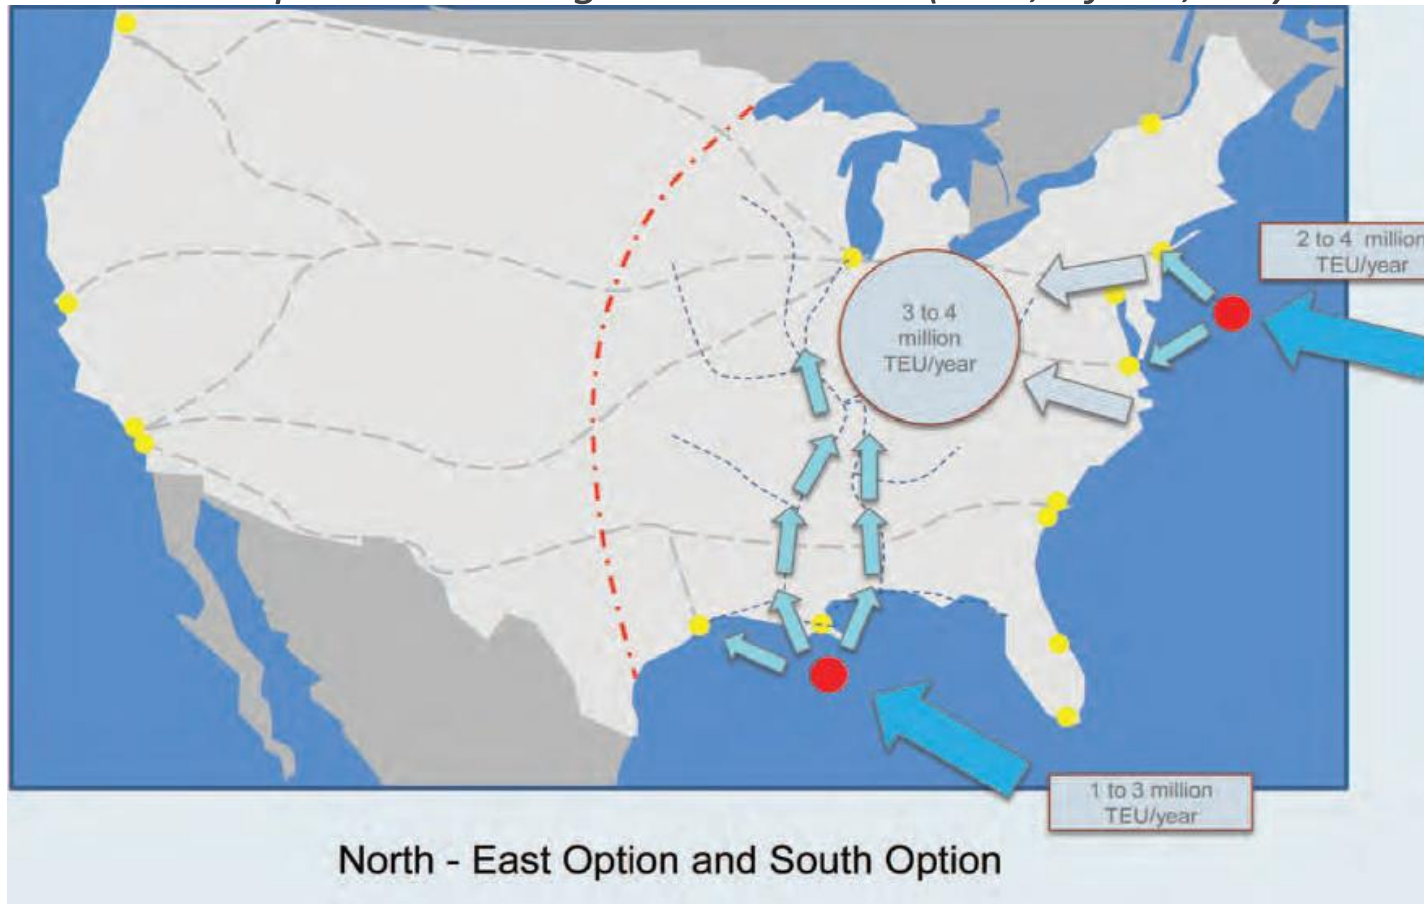 2 to 4 million
TEU/year
3 to 4
million
TEU/year
1 to 3 million
TEU/year
North - East Option and South Option